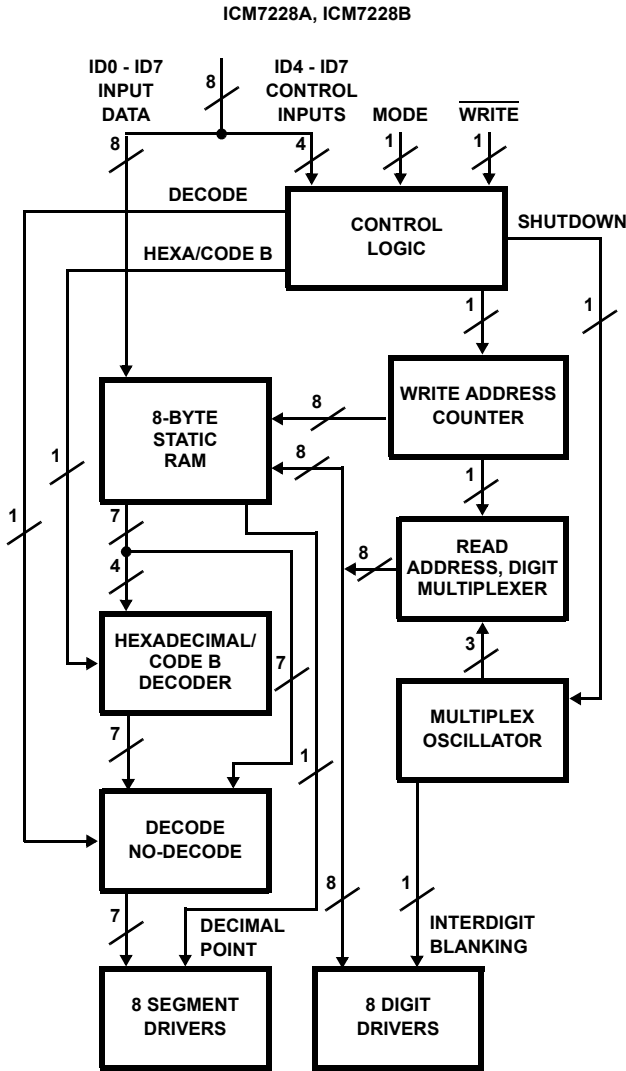 ICM7228A, ICM7228B
ID0 - ID7
INPUT
DATA
8
ID4 - ID7
CONTROL
INPUTS
MODE
WRITE
8
4
1
1
DECODE
CONTROL
LOGIC
SHUTDOWN
HEXA/CODE B
1
1
8-BYTE
STATIC
RAM
8
WRITE ADDRESS
COUNTER
8
1
1
1
7
8
READ
ADDRESS, DIGIT
MULTIPLEXER
4
HEXADECIMAL/
CODE B
DECODER
7
3
MULTIPLEX
OSCILLATOR
7
1
DECODE
NO-DECODE
8
1
7
DECIMAL
POINT
INTERDIGIT
BLANKING
8 SEGMENT
DRIVERS
8 DIGIT
DRIVERS